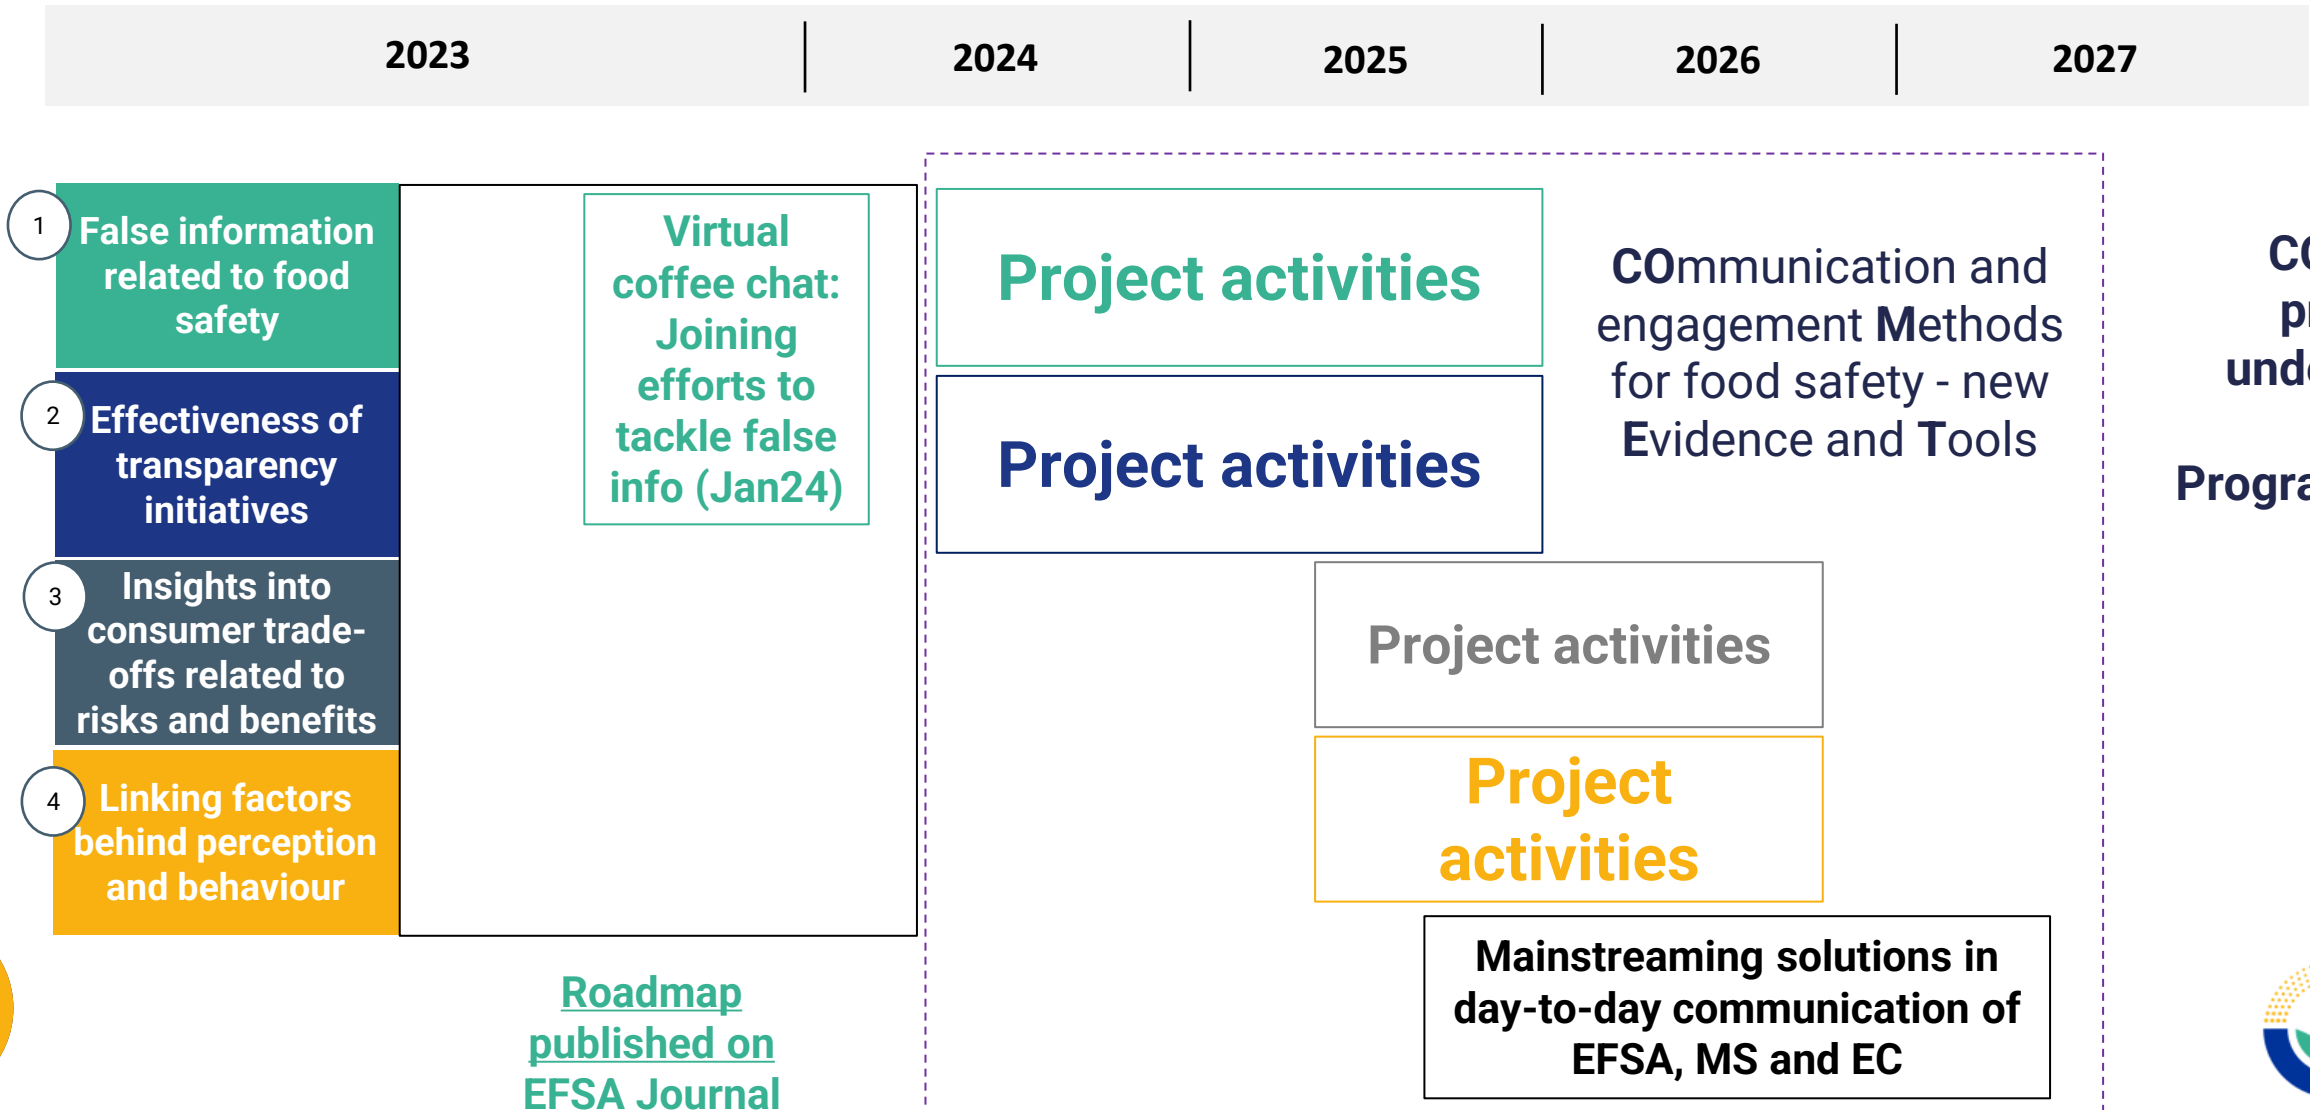 2023
2024
2025
2026
2027
1
False information
related to food
safety
2
Effectiveness of
transparency
initiatives
3
Insights into
consumer trade-
offs related to
risks and benefits
4
Linking factors
behind perception
and behaviour
Virtual
coffee chat:
Joining
efforts to
tackle false
info (Jan24)
Roadmap
published on
EFSA Journal
Project activities
Project activities
COmmunication and
engagement Methods
for food safety - new
Evidence and Tools
Project activities
Project
activities
Mainstreaming solutions in
day-to-day communication of
EFSA, MS and EC